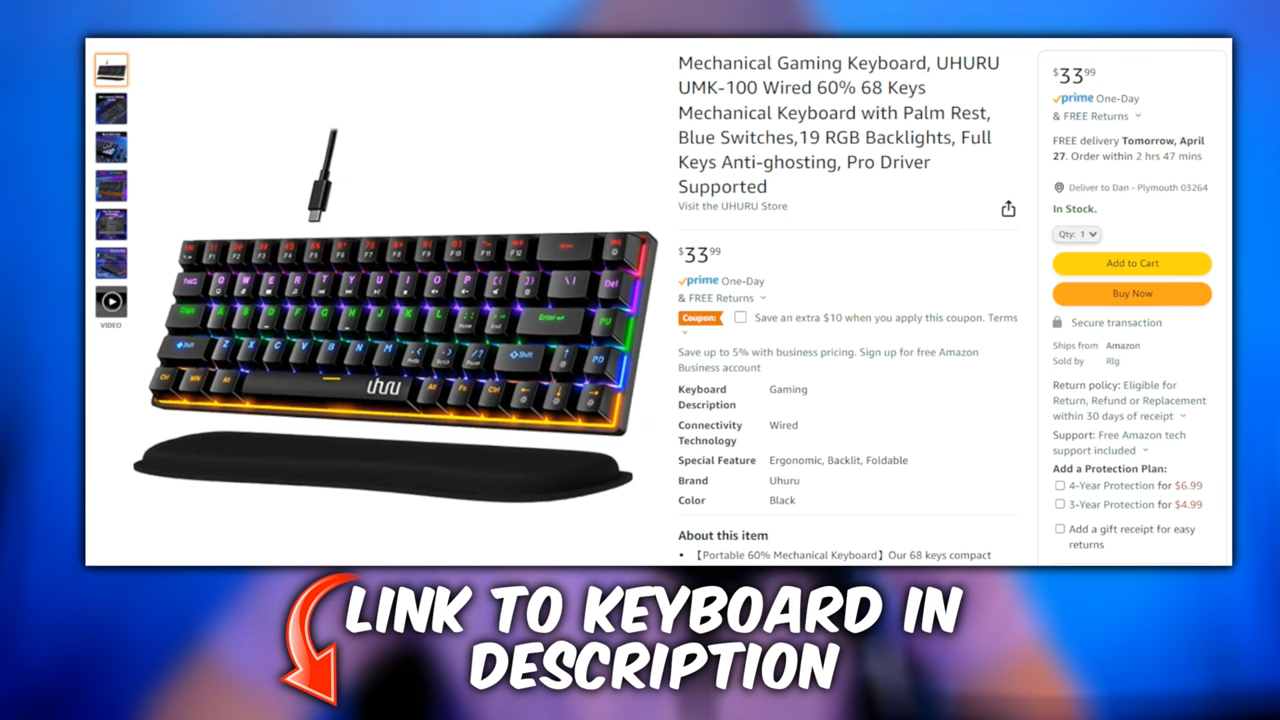 Mechanical Gaming Keyboard, UHURU
UMK-100 Wired 60% 68 Keys
Mechanical Keyboard with Palm Rest,
Blue Switches,19 RGB Backlights, Full
Keys Anti-ghosting, Pro Driver
Supported
Visit the UHURU Store
$33 99
prime One-Day
& FREE Returns
Coupon: Save an extra $10 when you apply this coupon. Terms
Save up to 5% with business pricing. Sign up for free Amazon
Business account
Keyboard Description Gaming
Connectivity Technology Wired
Special Feature Ergonomic, Backlit, Foldable
Brand Uhuru
Color Black
About this item
• 【Portable 60% Mechanical Keyboard】Our 68 keys compact
VIDEO
uhuru
$33 99
prime One-Day
& FREE Returns
FREE delivery Tomorrow, April
27. Order within 2 hrs 47 mins
Deliver to Dan - Plymouth 03264
In Stock.
Qty: 1
Add to Cart
Buy Now
Secure transaction
Ships from Amazon
Sold by Rlg
Return policy: Eligible for
Return, Refund or Replacement
within 30 days of receipt
Support: Free Amazon tech
support included
Add a Protection Plan:
4-Year Protection for $6.99
3-Year Protection for $4.99
Add a gift receipt for easy
returns
LINK TO KEYBOARD IN
DESCRIPTION